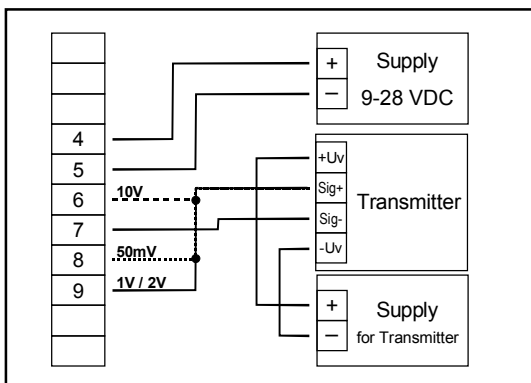 4
5
6
7
8
9
10V
50mV
1V / 2V
+
−
Supply
9-28 VDC
+Uv
Sig+
Sig-
-Uv
Transmitter
+
−
Supply
for Transmitter